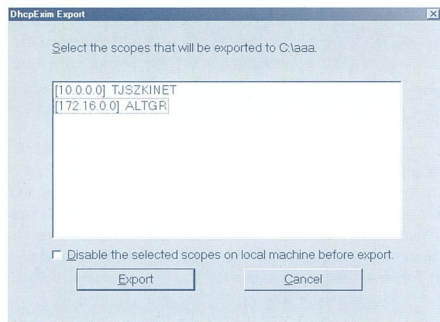 DhcpExim Export
Select the scopes that will be exported to C:\aaa.
[10.0.0.0] TJSZKINET
[172.16.0.0] ALTGR
Disable the selected scopes on local machine before export.
Export
Cancel